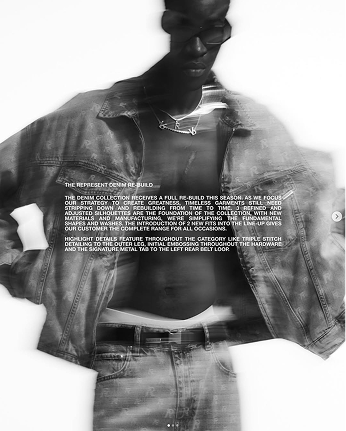 THE REPRESENT DENIM RE-BUILD
THE DENIM COLLECTION RECEIVES A FULL RE-BUILD THIS SEASON. AS WE FOCUS
OUR STRATEGY TO CREATE GREATNESS, TIMELESS GARMENTS STILL NEED
STRIPPING DOWN AND REBUILDING FROM TIME TO TIME. 3 REFINED AND
ADJUSTED SILHOUETTES ARE THE FOUNDATION OF THE COLLECTION, WITH NEW
MATERIALS AND MANUFACTURING, WE'RE SIMPLIFYING THE FUNDAMENTAL
SHAPES AND WASHES, THE INTRODUCTION OF 2 NEW FITS INTO THE LINE-UP GIVES
OUR CUSTOMER THE COMPLETE RANGE FOR ALL OCCASIONS.
HIGHLIGHT DETAILS FEATURE THROUGHOUT THE CATEGORY LIKE TRIPLE STITCH
DETAILING TO THE OUTER LEG, INITIAL EMBOSSING THROUGHOUT THE HARDWARE
AND THE SIGNATURE METAL TAB TO THE LEFT REAR BELT LOOP.